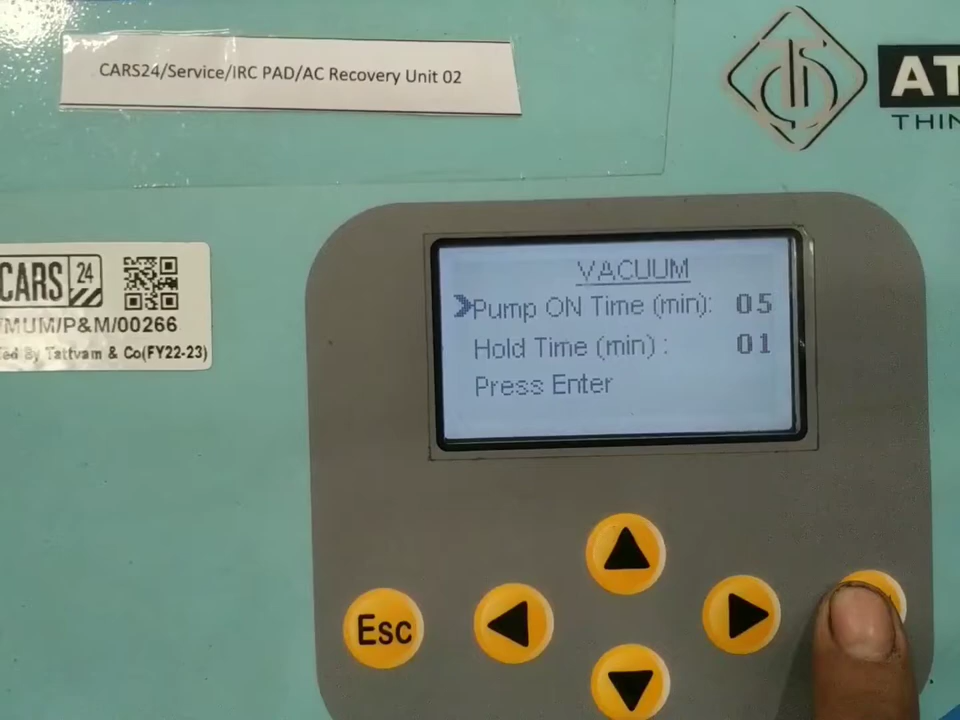 CARS24/Service/IRC PAD/AC Recovery Unit 02
AT
THIN
CARS 24
/MUM/P&M/00266
ed By Tattvam & Co(FY22-23)
VACUUM
Pump ON Time (min): 05
Hold Time (min) : 01
Press Enter
Esc